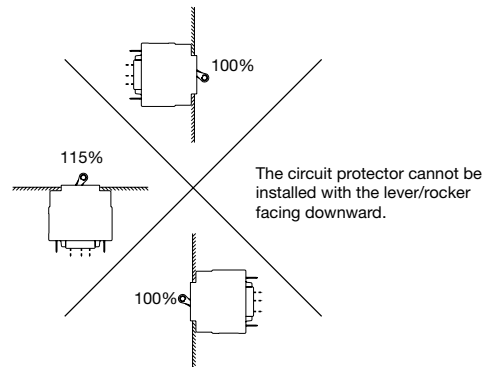 100%
115%
The circuit protector cannot be
installed with the lever/rocker
facing downward.
100%